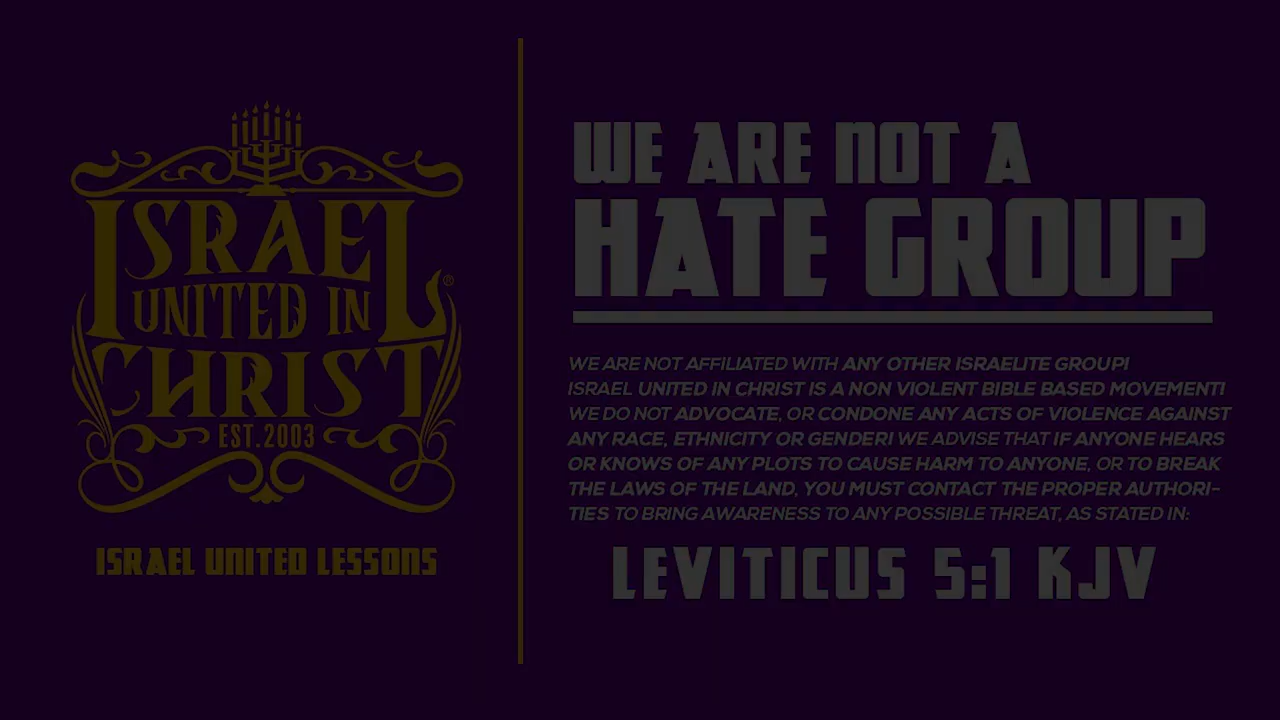 ISRAEL
UNITED IN
CHRIST
®
EST.2003
ISRAEL UNITED LESSONS
WE ARE NOT A
HATE GROUP
WE ARE NOT AFFILIATED WITH ANY OTHER ISRAELITE GROUP!
ISRAEL UNITED IN CHRIST IS A NON VIOLENT BIBLE BASED MOVEMENT!
WE DO NOT ADVOCATE, OR CONDONE ANY ACTS OF VIOLENCE AGAINST
ANY RACE, ETHNICITY OR GENDER! WE ADVISE THAT IF ANYONE HEARS
OR KNOWS OF ANY PLOTS TO CAUSE HARM TO ANYONE, OR TO BREAK
THE LAWS OF THE LAND, YOU MUST CONTACT THE PROPER AUTHORI-
TIES TO BRING AWARENESS TO ANY POSSIBLE THREAT, AS STATED IN:
LEVITICUS 5:1 KJV